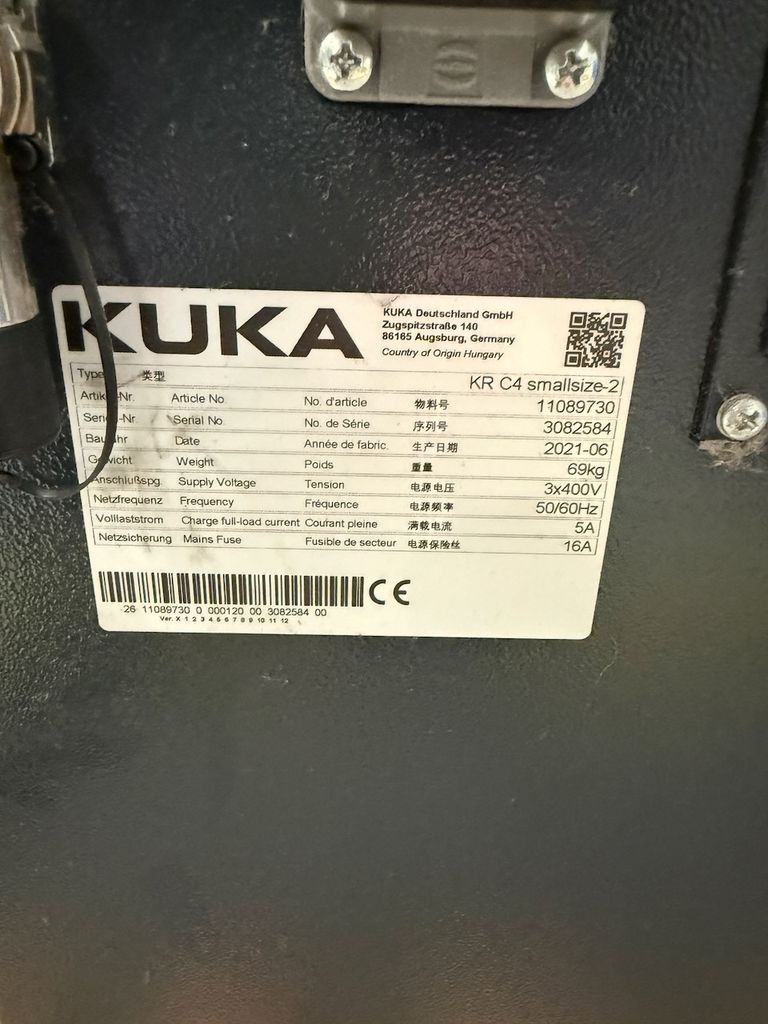 KUKA
KUKA Deutschland GmbH
Zugspitzstraße 140
86165 Augsburg, Germany
Country of Origin Hungary
Type 类型 KR C4 smallsize-2
Article No. No. d'article 物料号 11089730
Serial No. No. de Série 序列号 3082584
Date Année de fabric. 生产日期 2021-06
Weight Poids 重量 69kg
Anschlußspg. Supply Voltage Tension 电源电压 3x400V
Netzfrequenz Frequency Fréquence 电源频率 50/60Hz
Volllaststrom Charge full-load current Courant pleine 满载电流 5A
Netzsicherung Mains Fuse Fusible de secteur 电源保险丝 16A
CE
26 11089730 0 000120 00 3082584 00
Ver. X 1 2 3 4 5 6 7 8 9 10 11 12